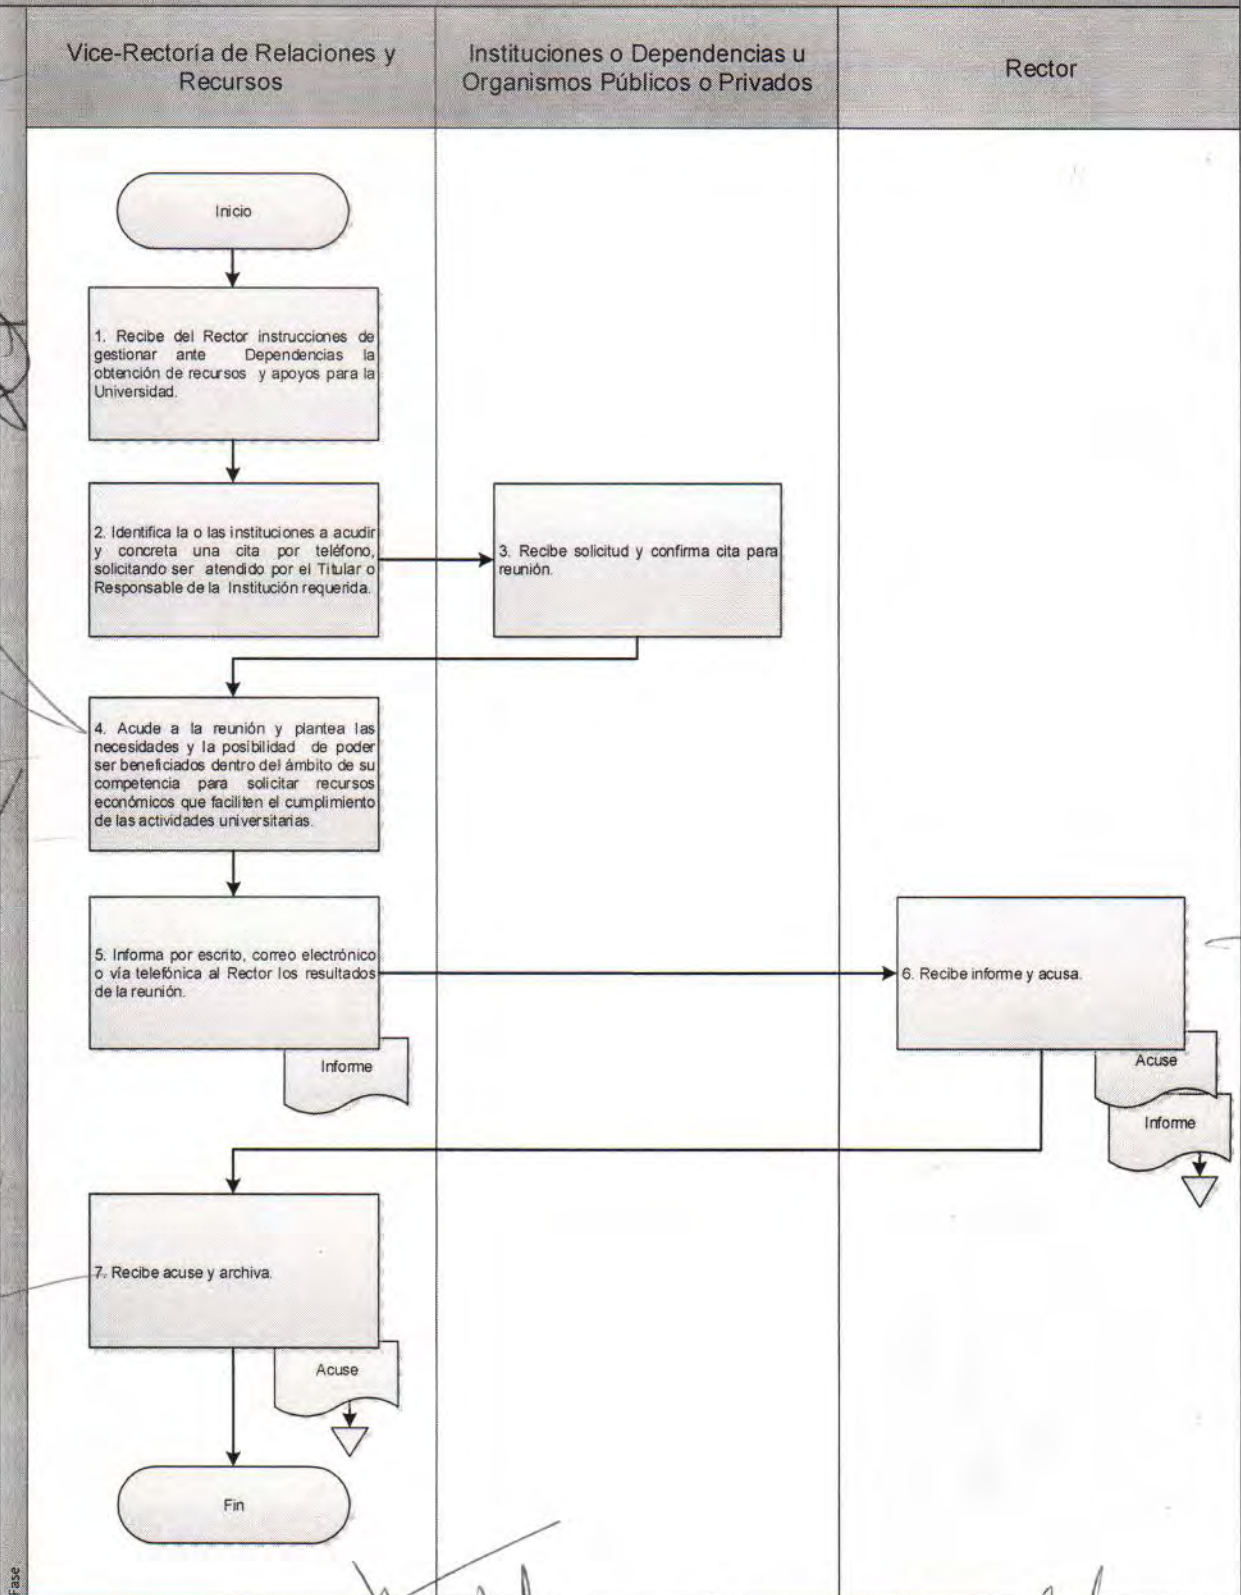 Vice-Rectoría de Relaciones y
Recursos
Instituciones o Dependencias u
Organismos Públicos o Privados
Rector
Inicio
1. Recibe del Rector instrucciones de
gestionar ante Dependencias la
obtención de recursos y apoyos para la
Universidad.
2. Identifica la o las instituciones a acudir
y concreta una cita por teléfono,
solicitando ser atendido por el Titular o
Responsable de la Institución requerida.
3. Recibe solicitud y confirma cita para
reunión.
4. Acude a la reunión y plantea las
necesidades y la posibilidad de poder
ser beneficiados dentro del ámbito de su
competencia para solicitar recursos
económicos que faciliten el cumplimiento
de las actividades universitarias.
5. Informa por escrito, correo electrónico
o vía telefónica al Rector los resultados
de la reunión.
Informe
6. Recibe informe y acusa.
Acuse
Informe
7. Recibe acuse y archiva.
Acuse
Fin
Fase